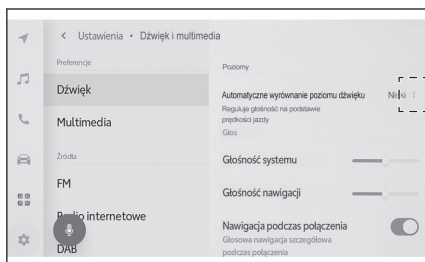 < Ustawienia • Dźwięk i multimedia
Preferencje
Dźwięk
Multimedia
Źródła
FM
Radio internetowe
DAB
Poziomy
Automatyczne wyrównanie poziomu dźwięku
Niski
Reguluje głośność na podstawie
prędkości jazdy
Głos
Głośność systemu
Głośność nawigacji
Nawigacja podczas połączenia
Głosowa nawigacja szczegółowa
podczas połączenia